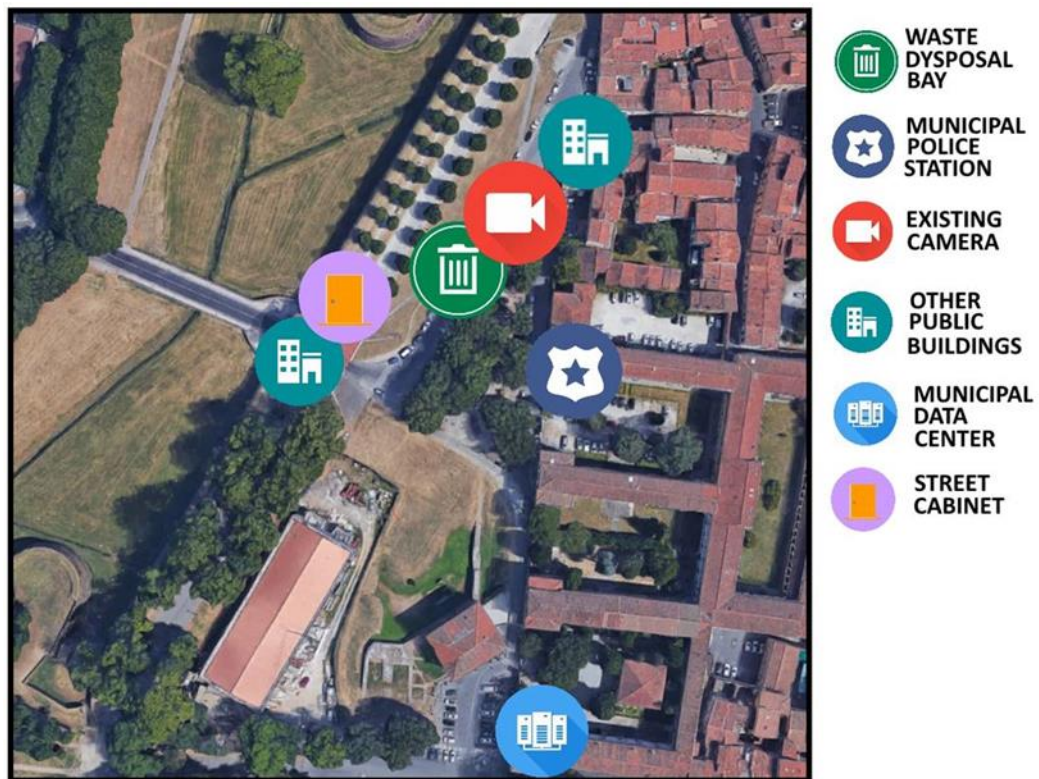 WASTE
DYSPOSAL
BAY
MUNICIPAL
POLICE
STATION
EXISTING
CAMERA
OTHER
PUBLIC
BUILDINGS
MUNICIPAL
DATA
CENTER
STREET
CABINET